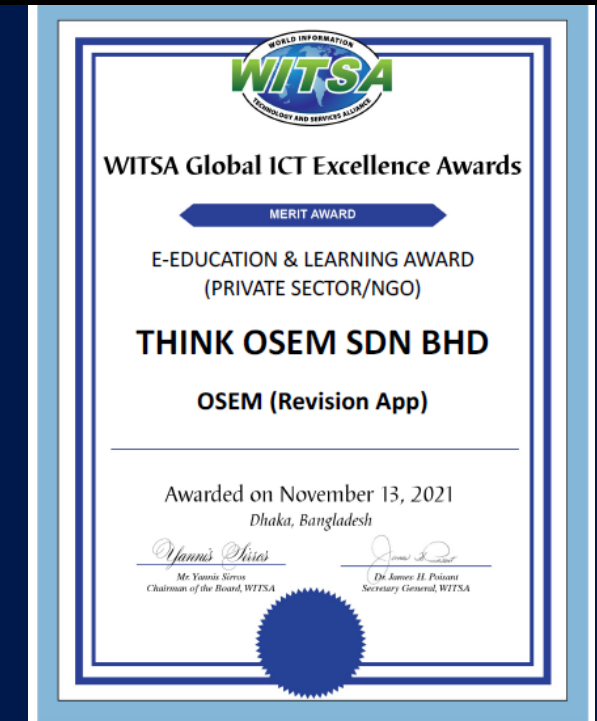 WORLD INFORMATION
WITSA
TECHNOLOGY AND SERVICES ALLIANCE
WITSA Global ICT Excellence Awards
MERIT AWARD
E-EDUCATION & LEARNING AWARD
(PRIVATE SECTOR/NGO)
THINK OSEM SDN BHD
OSEM (Revision App)
Awarded on November 13, 2021
Dhaka, Bangladesh
Yannis Sirros
Mr. Yannis Sirros
Chairman of the Board, WITSA
Dr. James H. Poisant
Secretary General, WITSA